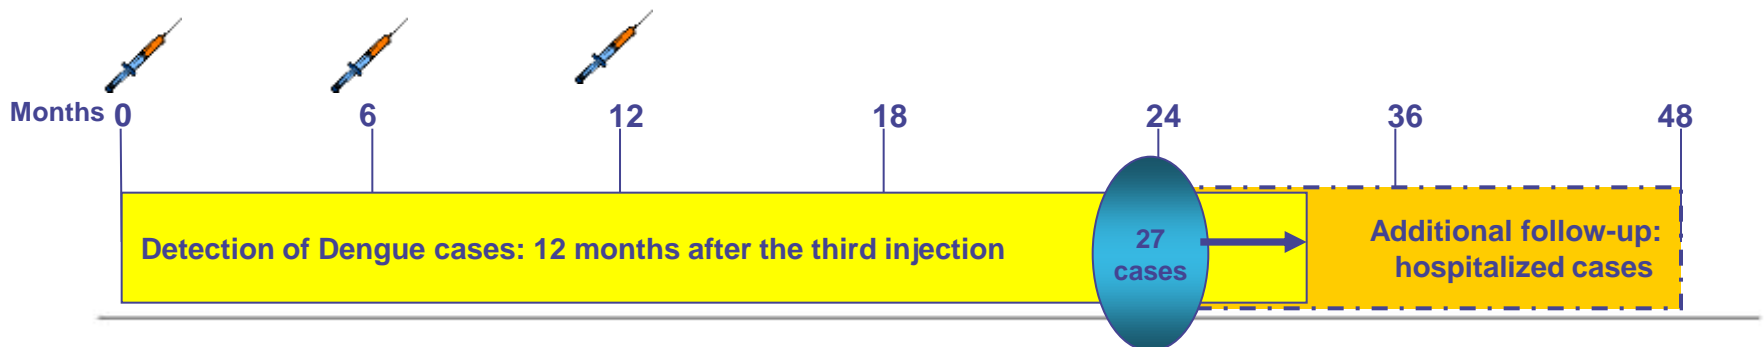 Months 0 6 12 18 24 36 48
Detection of Dengue cases: 12 months after the third injection
27
cases
Additional follow-up:
hospitalized cases